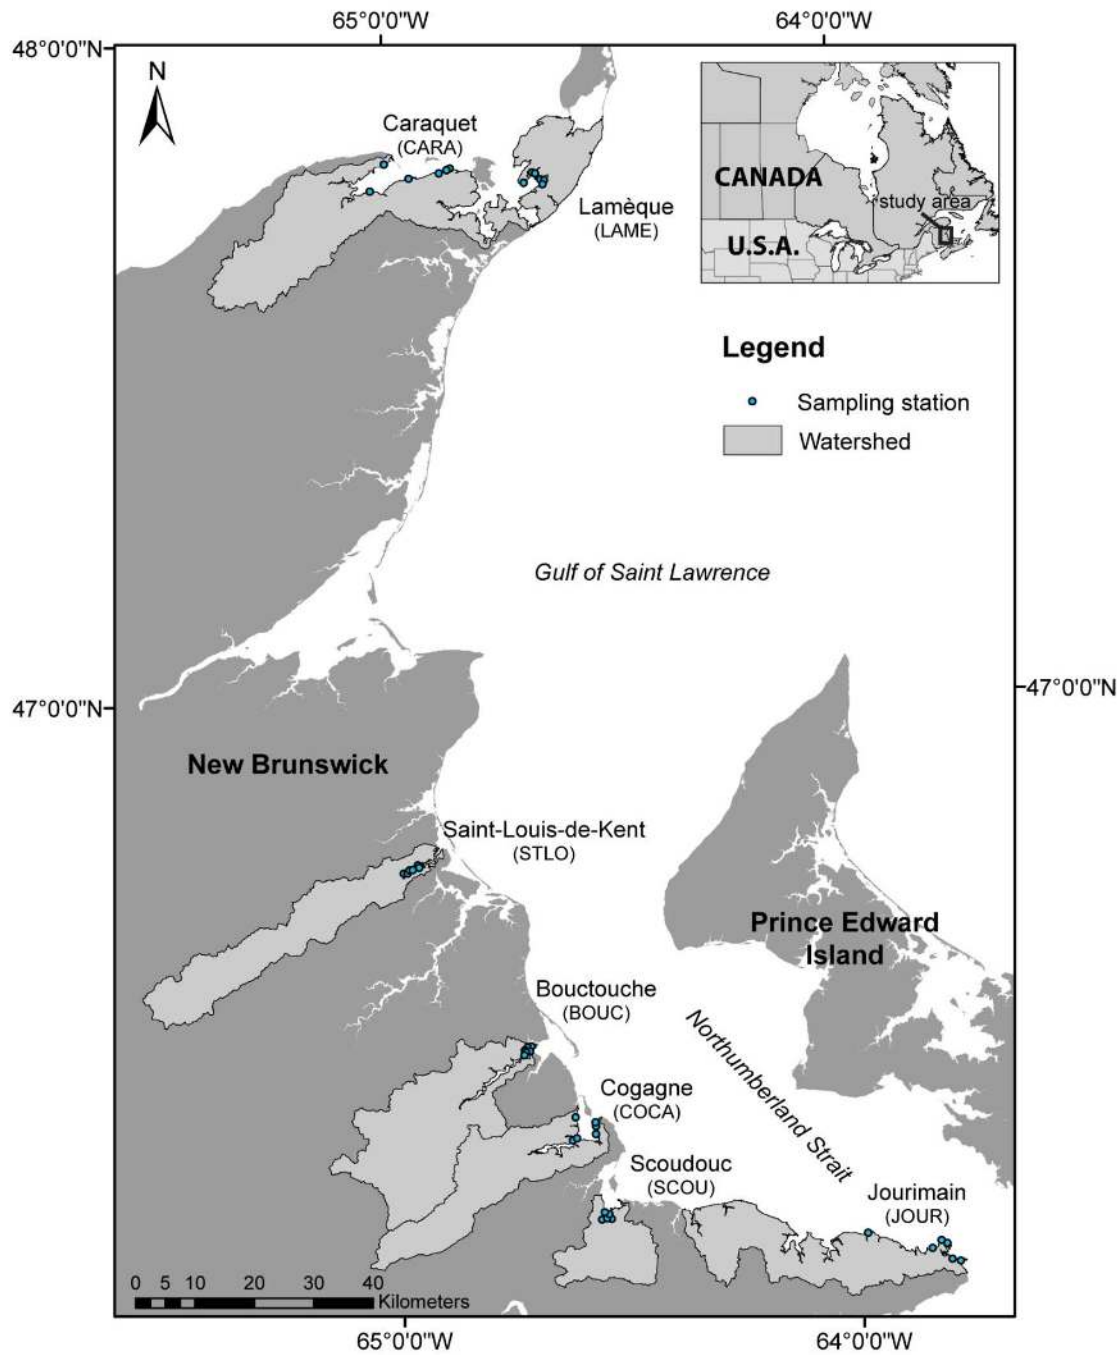 65°0'0"W
64°0'0"W
48°0'0"N
N
Caraquet
(CARA)
Lamèque
(LAME)
CANADA
study area
U.S.A.
Legend
Sampling station
Watershed
Gulf of Saint Lawrence
47°0'0"N
47°0'0"N
New Brunswick
Saint-Louis-de-Kent
(STLO)
Prince Edward
Island
Bouctouche
(BOUC)
Northumberland Strait
Cogagne
(COCA)
Scoudouc
(SCOU)
Jourimain
(JOUR)
0 5 10 20 30 40
Kilometers
65°0'0"W
64°0'0"W